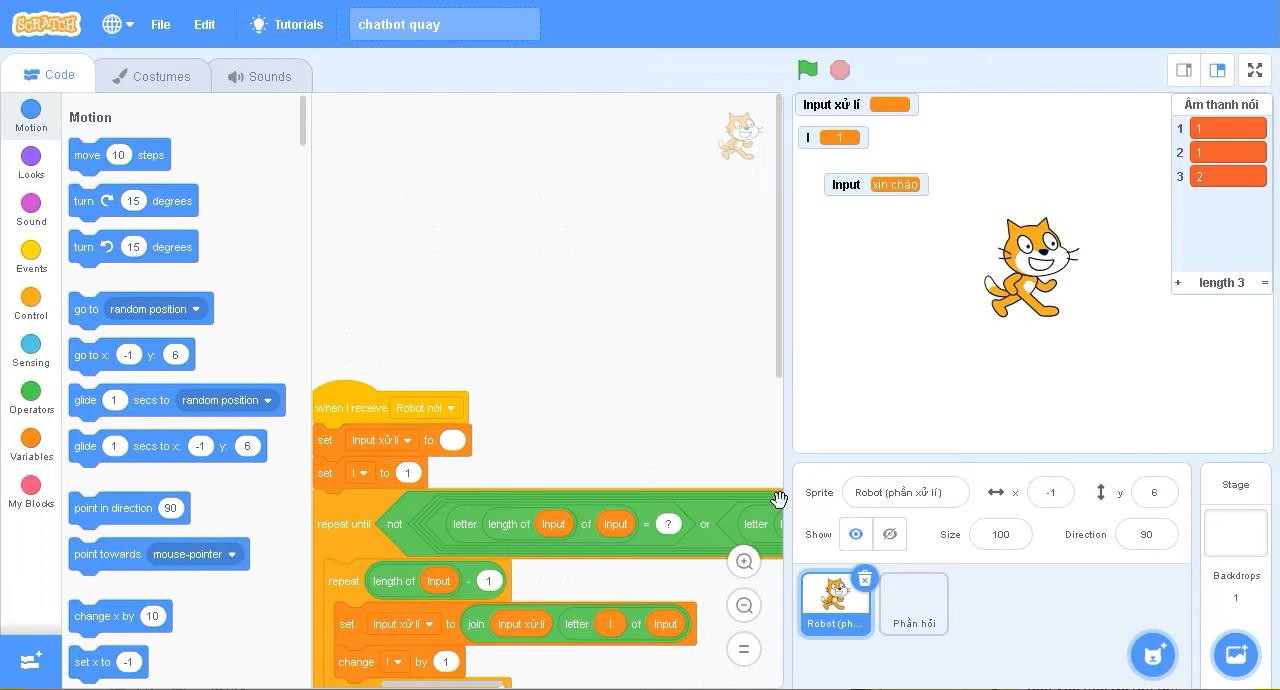 SCRATCH File Edit Tutorials chatbot quay
Code Costumes Sounds
Motion
Looks
Sound
Events
Control
Sensing
Operators
Variables
My Blocks
Motion
move 10 steps
turn 15 degrees
turn 15 degrees
go to random position
go to x: -1 y: 6
glide 1 secs to random position
glide 1 secs to x: -1 y: 6
point in direction 90
point towards mouse-pointer
change x by 10
set x to -1
when I receive Robot nói
set Input xử lí to
set I to 1
repeat until not letter length of Input of Input = ? or letter
repeat length of Input - 1
set Input xử lí to join Input xử lí letter I of Input
change I by 1
Input xử lí
I 1
Input xin chào
Âm thanh nói
1 1
2 1
3 2
+ length 3 =
Sprite Robot (phần xử lí) x -1 y 6
Show Size 100 Direction 90
Robot (ph...
Phần hồi
Stage
Backdrops
1